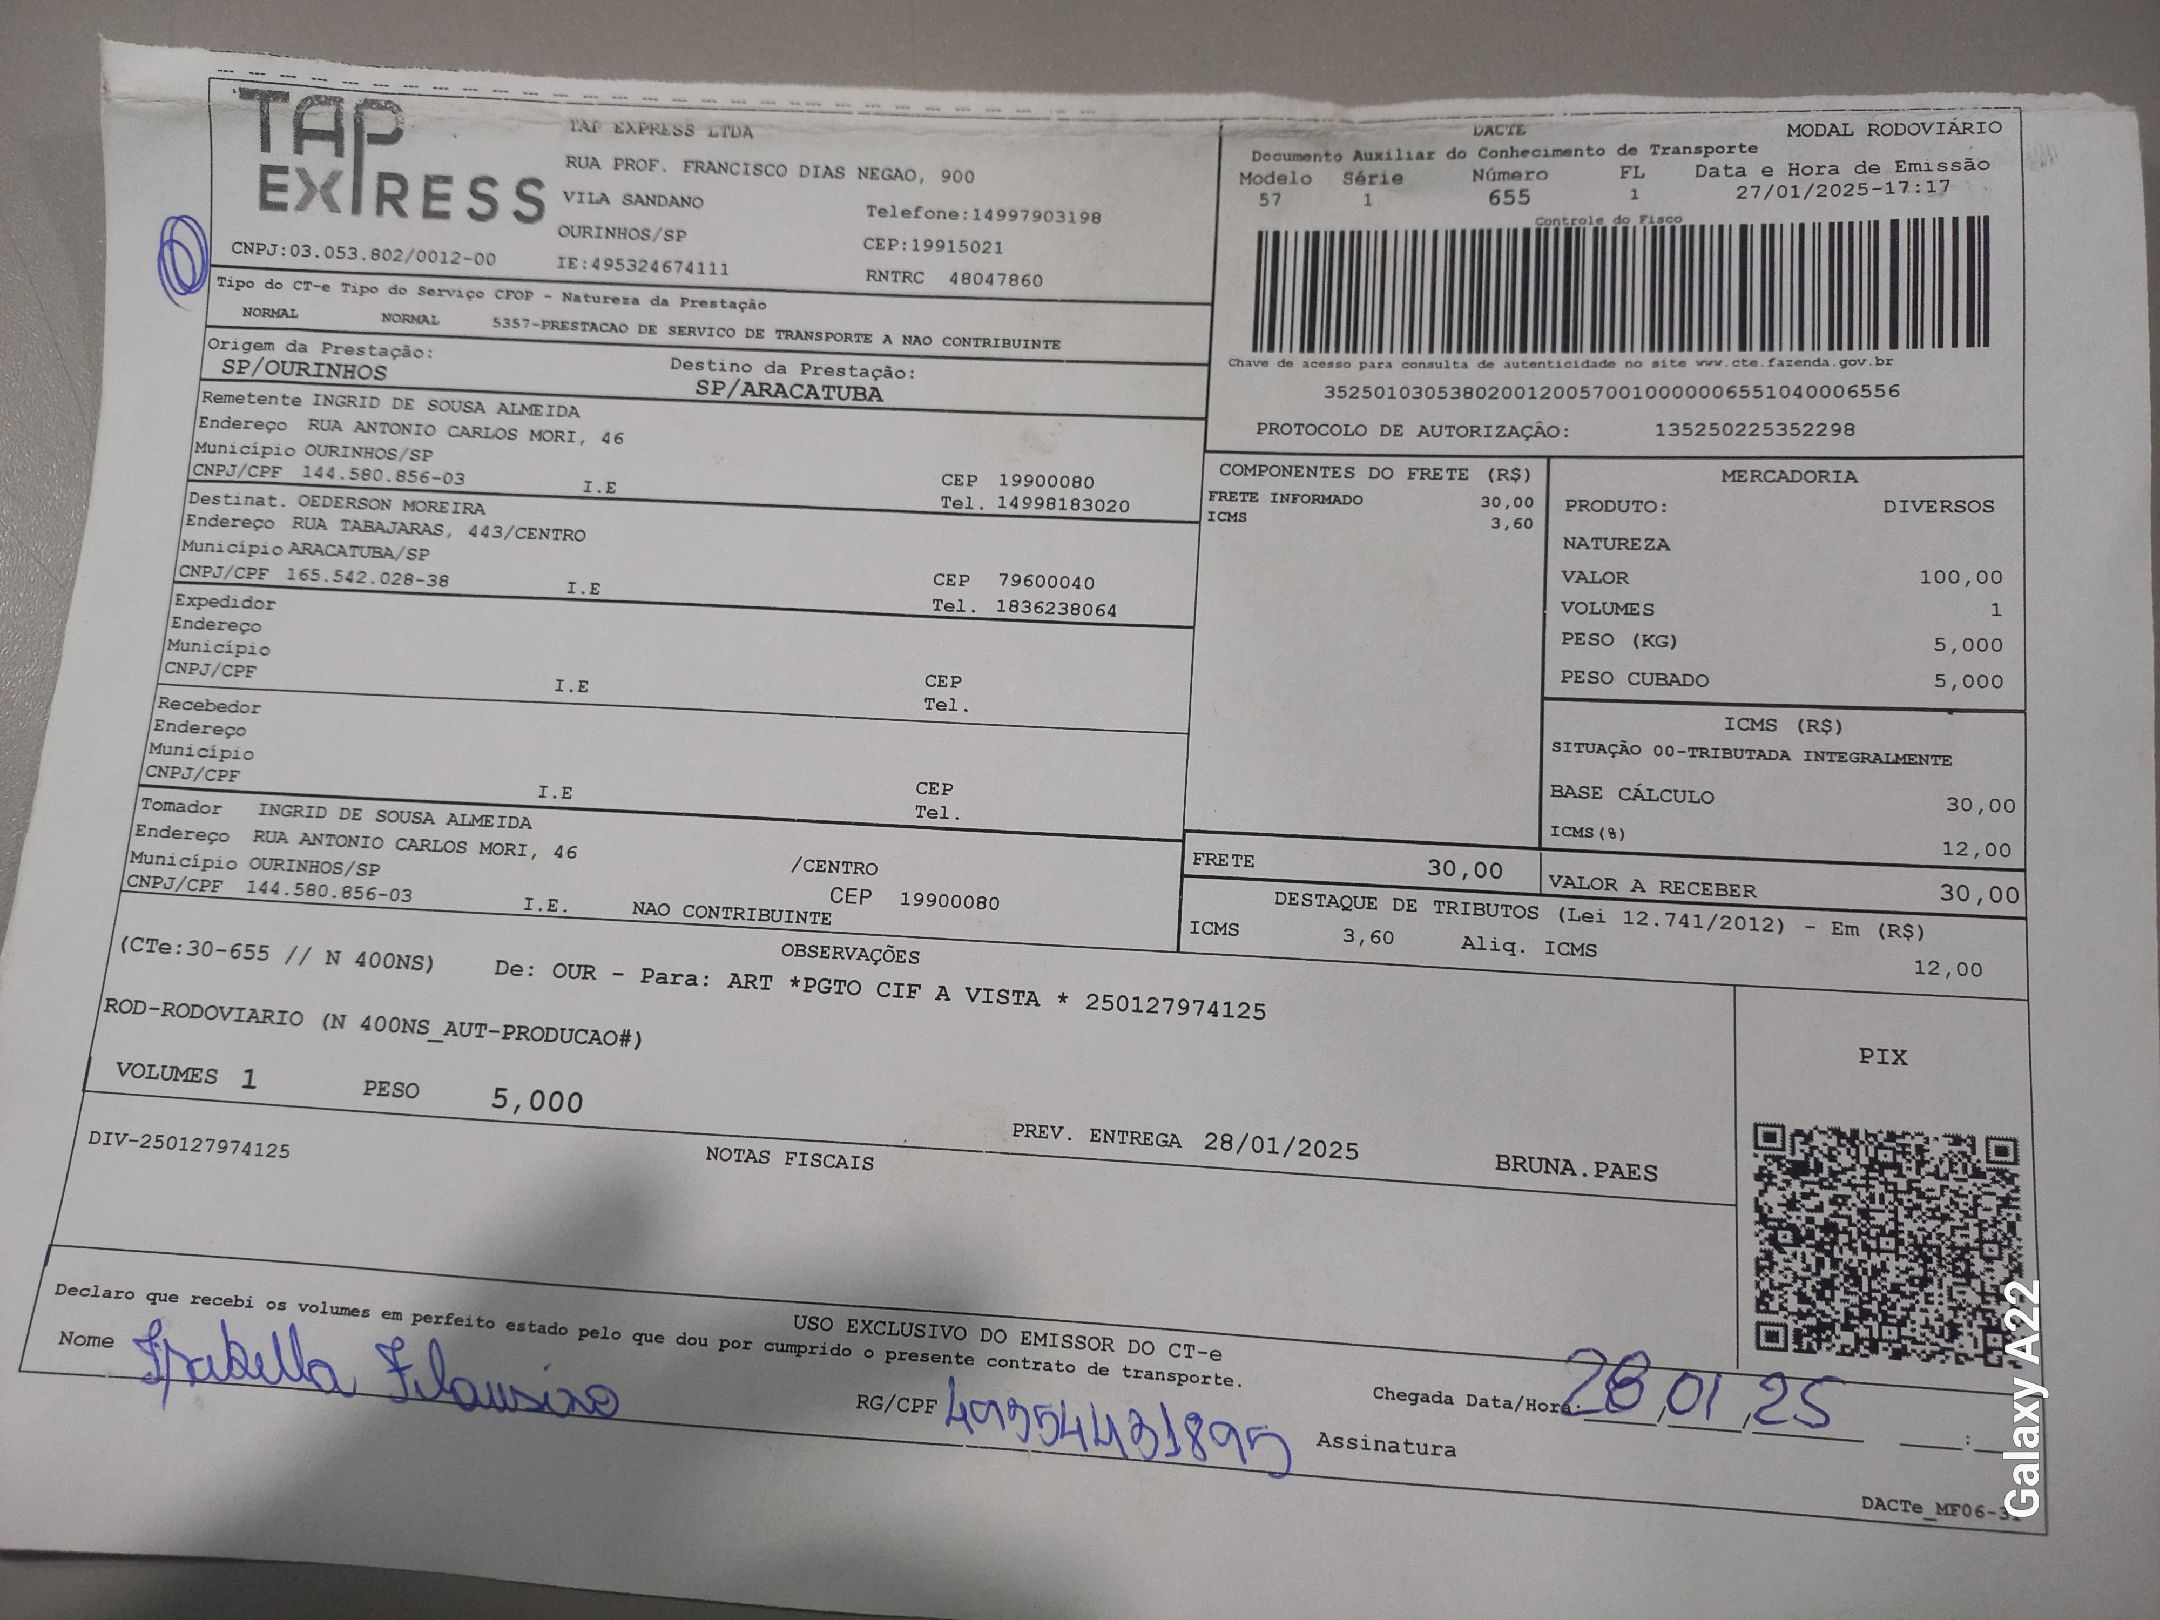 TAP EXPRESS
TAP EXPRESS LTDA
RUA PROF. FRANCISCO DIAS NEGAO, 900
VILA SANDANO
Telefone:14997903198
OURINHOS/SP
CEP:19915021
CNPJ:03.053.802/0012-00
IE:495324674111
RNTRC 48047860
DACTE
MODAL RODOVIÁRIO
Documento Auxiliar do Conhecimento de Transporte
Modelo Série Número FL Data e Hora de Emissão
57 1 655 1 27/01/2025-17:17
Controle do Fisco
Chave de acesso para consulta de autenticidade no site www.cte.fazenda.gov.br
35250103053802001200570010000006551040006556
PROTOCOLO DE AUTORIZAÇÃO: 135250225352298
Tipo do CT-e Tipo do Serviço CFOP - Natureza da Prestação
NORMAL NORMAL 5357-PRESTACAO DE SERVICO DE TRANSPORTE A NAO CONTRIBUINTE
Origem da Prestação: Destino da Prestação:
SP/OURINHOS SP/ARACATUBA
Remetente INGRID DE SOUSA ALMEIDA
Endereço RUA ANTONIO CARLOS MORI, 46
Município OURINHOS/SP CEP 19900080
CNPJ/CPF 144.580.856-03 I.E Tel. 14998183020
Destinat. OEDERSON MOREIRA
Endereço RUA TABAJARAS, 443/CENTRO
Município ARACATUBA/SP CEP 79600040
CNPJ/CPF 165.542.028-38 I.E Tel. 1836238064
Expedidor
Endereço
Município CEP
CNPJ/CPF I.E Tel.
Recebedor
Endereço
Município CEP
CNPJ/CPF I.E Tel.
Tomador INGRID DE SOUSA ALMEIDA
Endereço RUA ANTONIO CARLOS MORI, 46 /CENTRO
Município OURINHOS/SP CEP 19900080
CNPJ/CPF 144.580.856-03 I.E. NAO CONTRIBUINTE
COMPONENTES DO FRETE (R$)
FRETE INFORMADO 30,00
ICMS 3,60
MERCADORIA
PRODUTO: DIVERSOS
NATUREZA
VALOR 100,00
VOLUMES 1
PESO (KG) 5,000
PESO CUBADO 5,000
ICMS (R$)
SITUAÇÃO 00-TRIBUTADA INTEGRALMENTE
BASE CÁLCULO 30,00
ICMS(%) 12,00
FRETE 30,00 VALOR A RECEBER 30,00
DESTAQUE DE TRIBUTOS (Lei 12.741/2012) - Em (R$)
ICMS 3,60 Aliq. ICMS 12,00
OBSERVAÇÕES
(CTe:30-655 // N 400NS) De: OUR - Para: ART *PGTO CIF A VISTA * 250127974125
ROD-RODOVIARIO (N 400NS_AUT-PRODUCAO#)
VOLUMES 1 PESO 5,000 PREV. ENTREGA 28/01/2025 BRUNA.PAES
PIX
NOTAS FISCAIS
DIV-250127974125
USO EXCLUSIVO DO EMISSOR DO CT-e
Declaro que recebi os volumes em perfeito estado pelo que dou por cumprido o presente contrato de transporte.
Nome Isabella Filausino RG/CPF 49354431895 Chegada Data/Hora: 28/01/25 __:__
Assinatura
DACTe_MF06-31
Galaxy A22